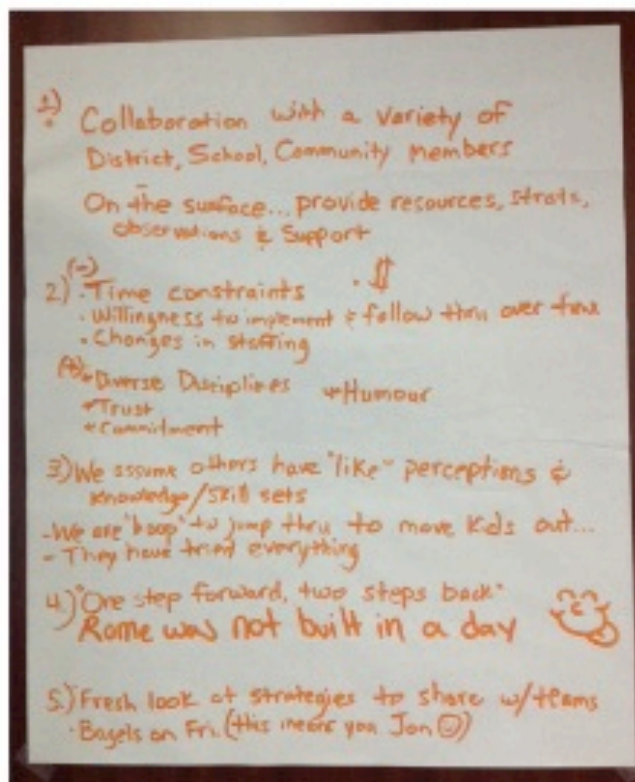 1) Collaboration with a variety of
District, School, Community Members
On the surface... provide resources, strats,
observations & Support
2) (-) · Time constraints · $
· Willingness to implement & follow thru over time
· Changes in staffing
(+) * Diverse Disciplines * Humour
* Trust
* Commitment
3) We assume others have "like" perceptions &
knowledge/skill sets
- We are "hoop" to jump thru to move kids out...
- They have tried everything
4.) "One step forward, two steps back"
Rome was not built in a day
5.) Fresh look at strategies to share w/teams
· Bagels on Fri. (this means you Jan ☺)